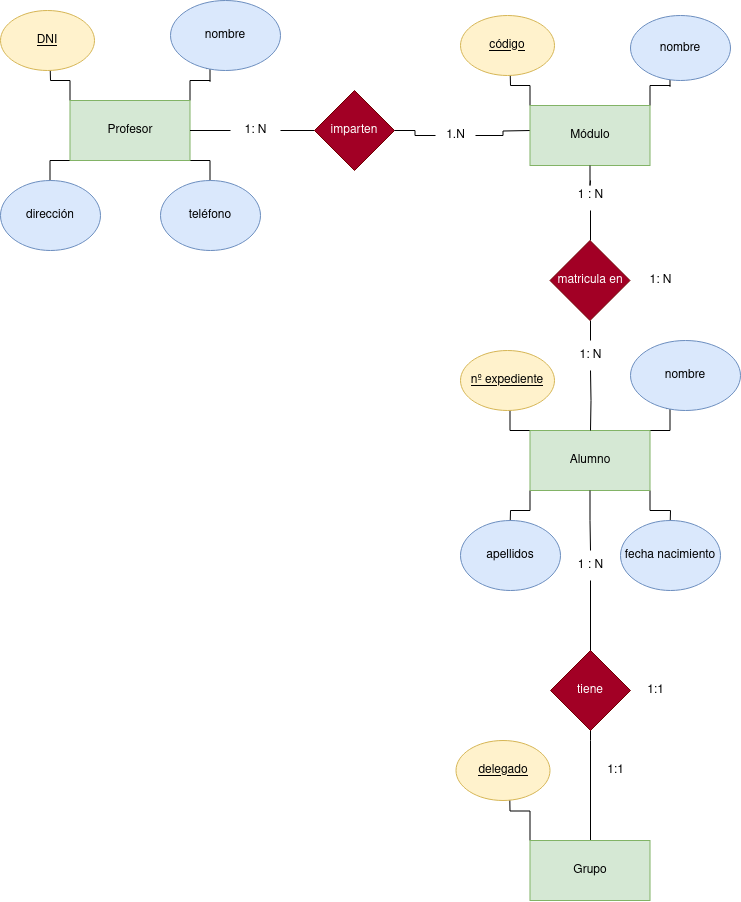 DNI
nombre
código
nombre
Profesor
1: N
imparten
1.N
Módulo
dirección
teléfono
1 : N
matricula en
1: N
1: N
nº expediente
nombre
Alumno
apellidos
fecha nacimiento
1 : N
tiene
1:1
delegado
1:1
Grupo